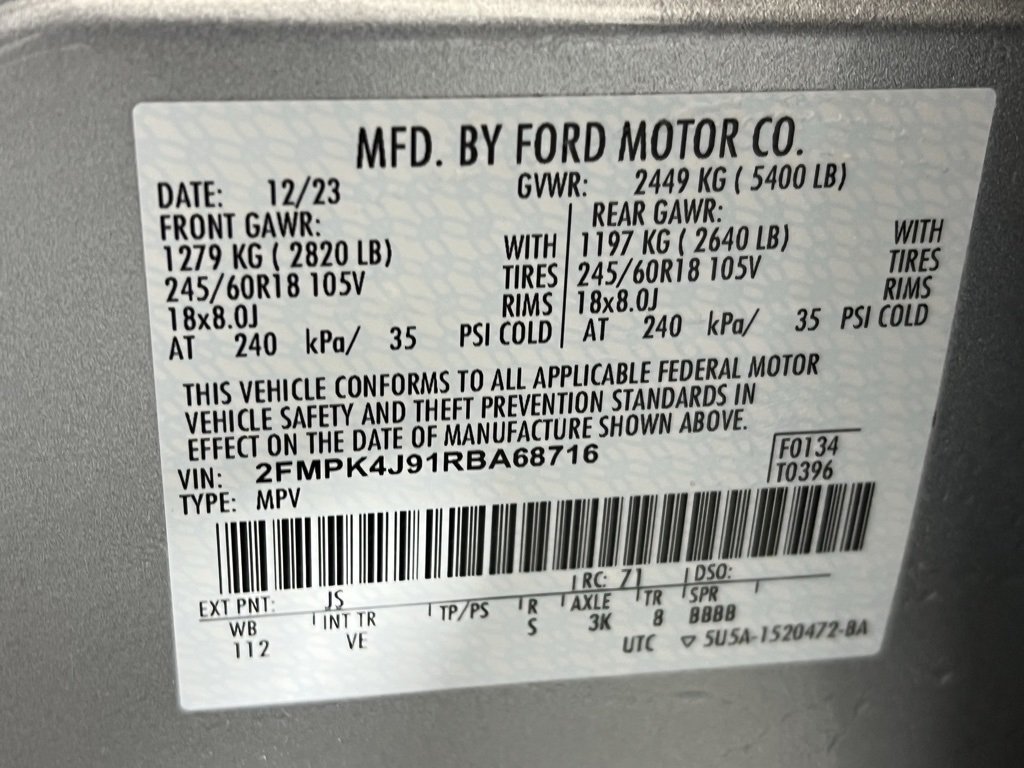 MFD. BY FORD MOTOR CO.
DATE: 12/23 GVWR: 2449 KG ( 5400 LB)
FRONT GAWR: REAR GAWR:
1279 KG ( 2820 LB) WITH 1197 KG ( 2640 LB) WITH
245/60R18 105V TIRES 245/60R18 105V TIRES
18x8.0J RIMS 18x8.0J RIMS
AT 240 kPa/ 35 PSI COLD AT 240 kPa/ 35 PSI COLD
THIS VEHICLE CONFORMS TO ALL APPLICABLE FEDERAL MOTOR
VEHICLE SAFETY AND THEFT PREVENTION STANDARDS IN
EFFECT ON THE DATE OF MANUFACTURE SHOWN ABOVE.
VIN: 2FMPK4J91RBA68716 F0134
TYPE: MPV T0396
EXT PNT: JS RC: 71 DSO:
WB INT TR TP/PS R AXLE TR SPR
112 VE S 3K 8 BBBB
UTC ▽ 5U5A-1520472-BA